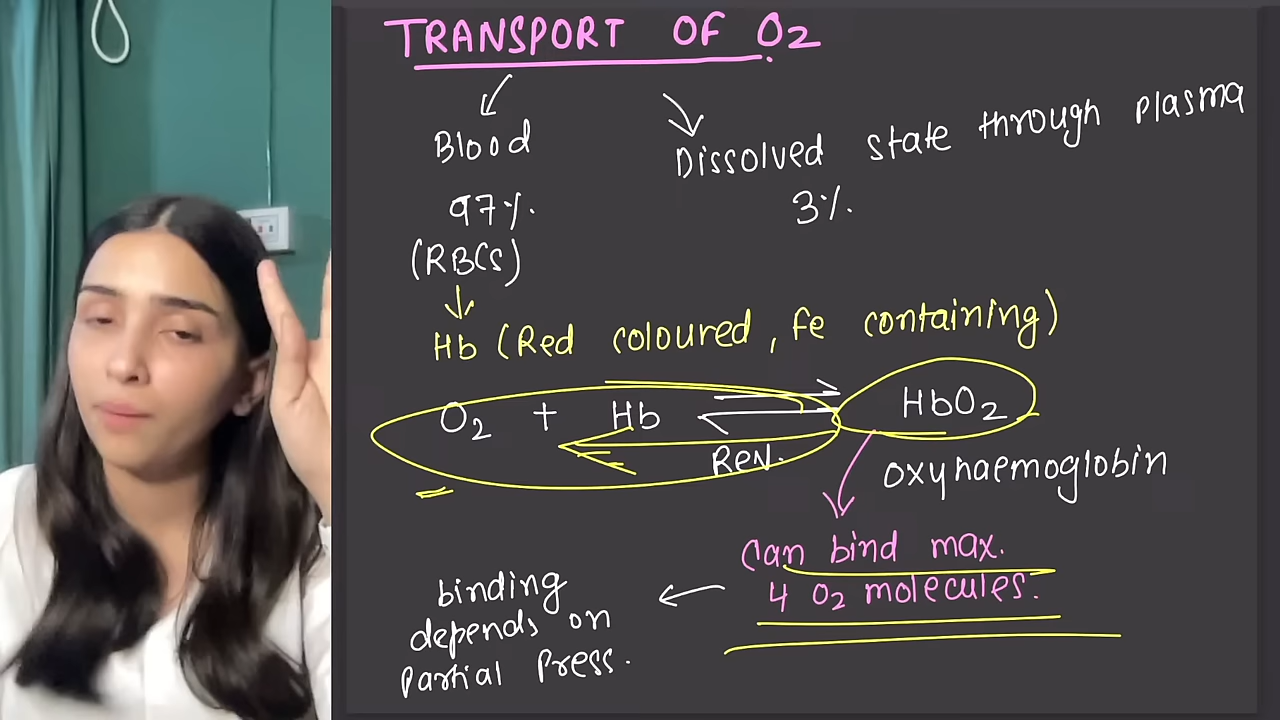 TRANSPORT OF O2
Blood
97%.
(RBCs)
Dissolved state through plasma
3%.
Hb (Red coloured, Fe containing)
O2 + Hb ⇌ HbO2
Rev.
oxyhaemoglobin
Can bind max.
4 O2 molecules.
binding
depends on
Partial Press.